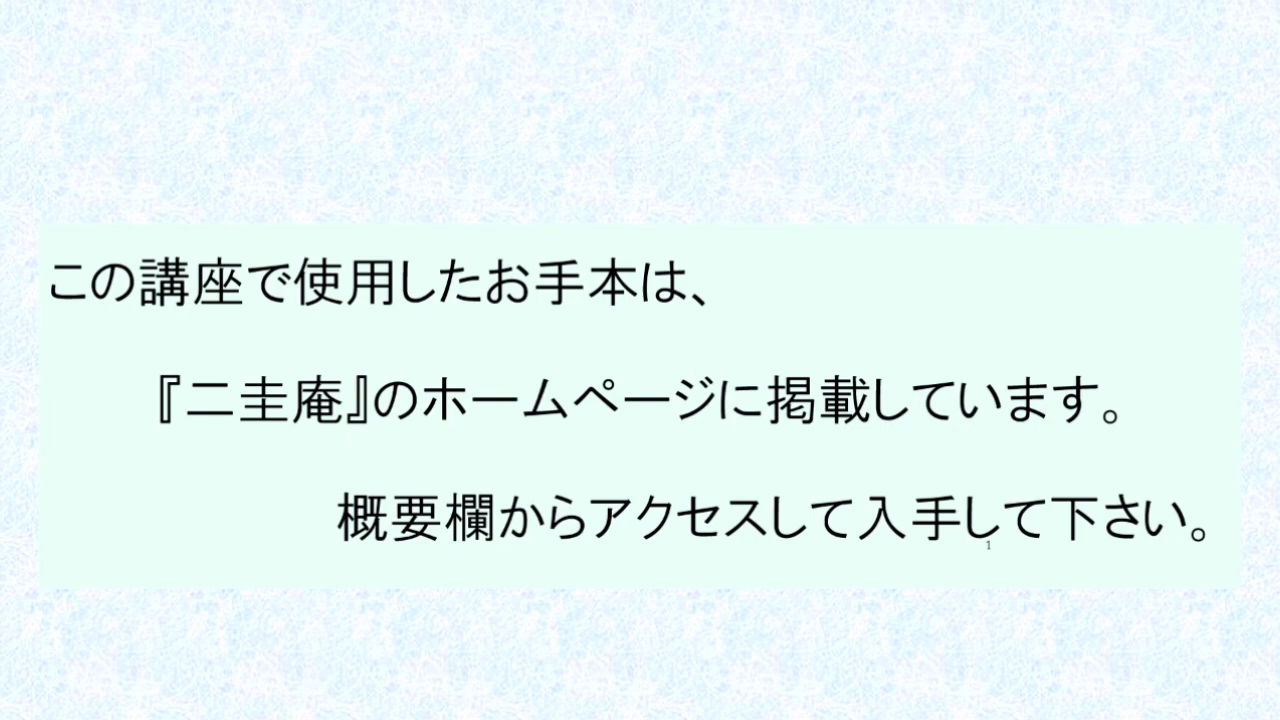 この講座で使用したお手本は、
『二圭庵』のホームページに掲載しています。
概要欄からアクセスして入手して下さい。
1